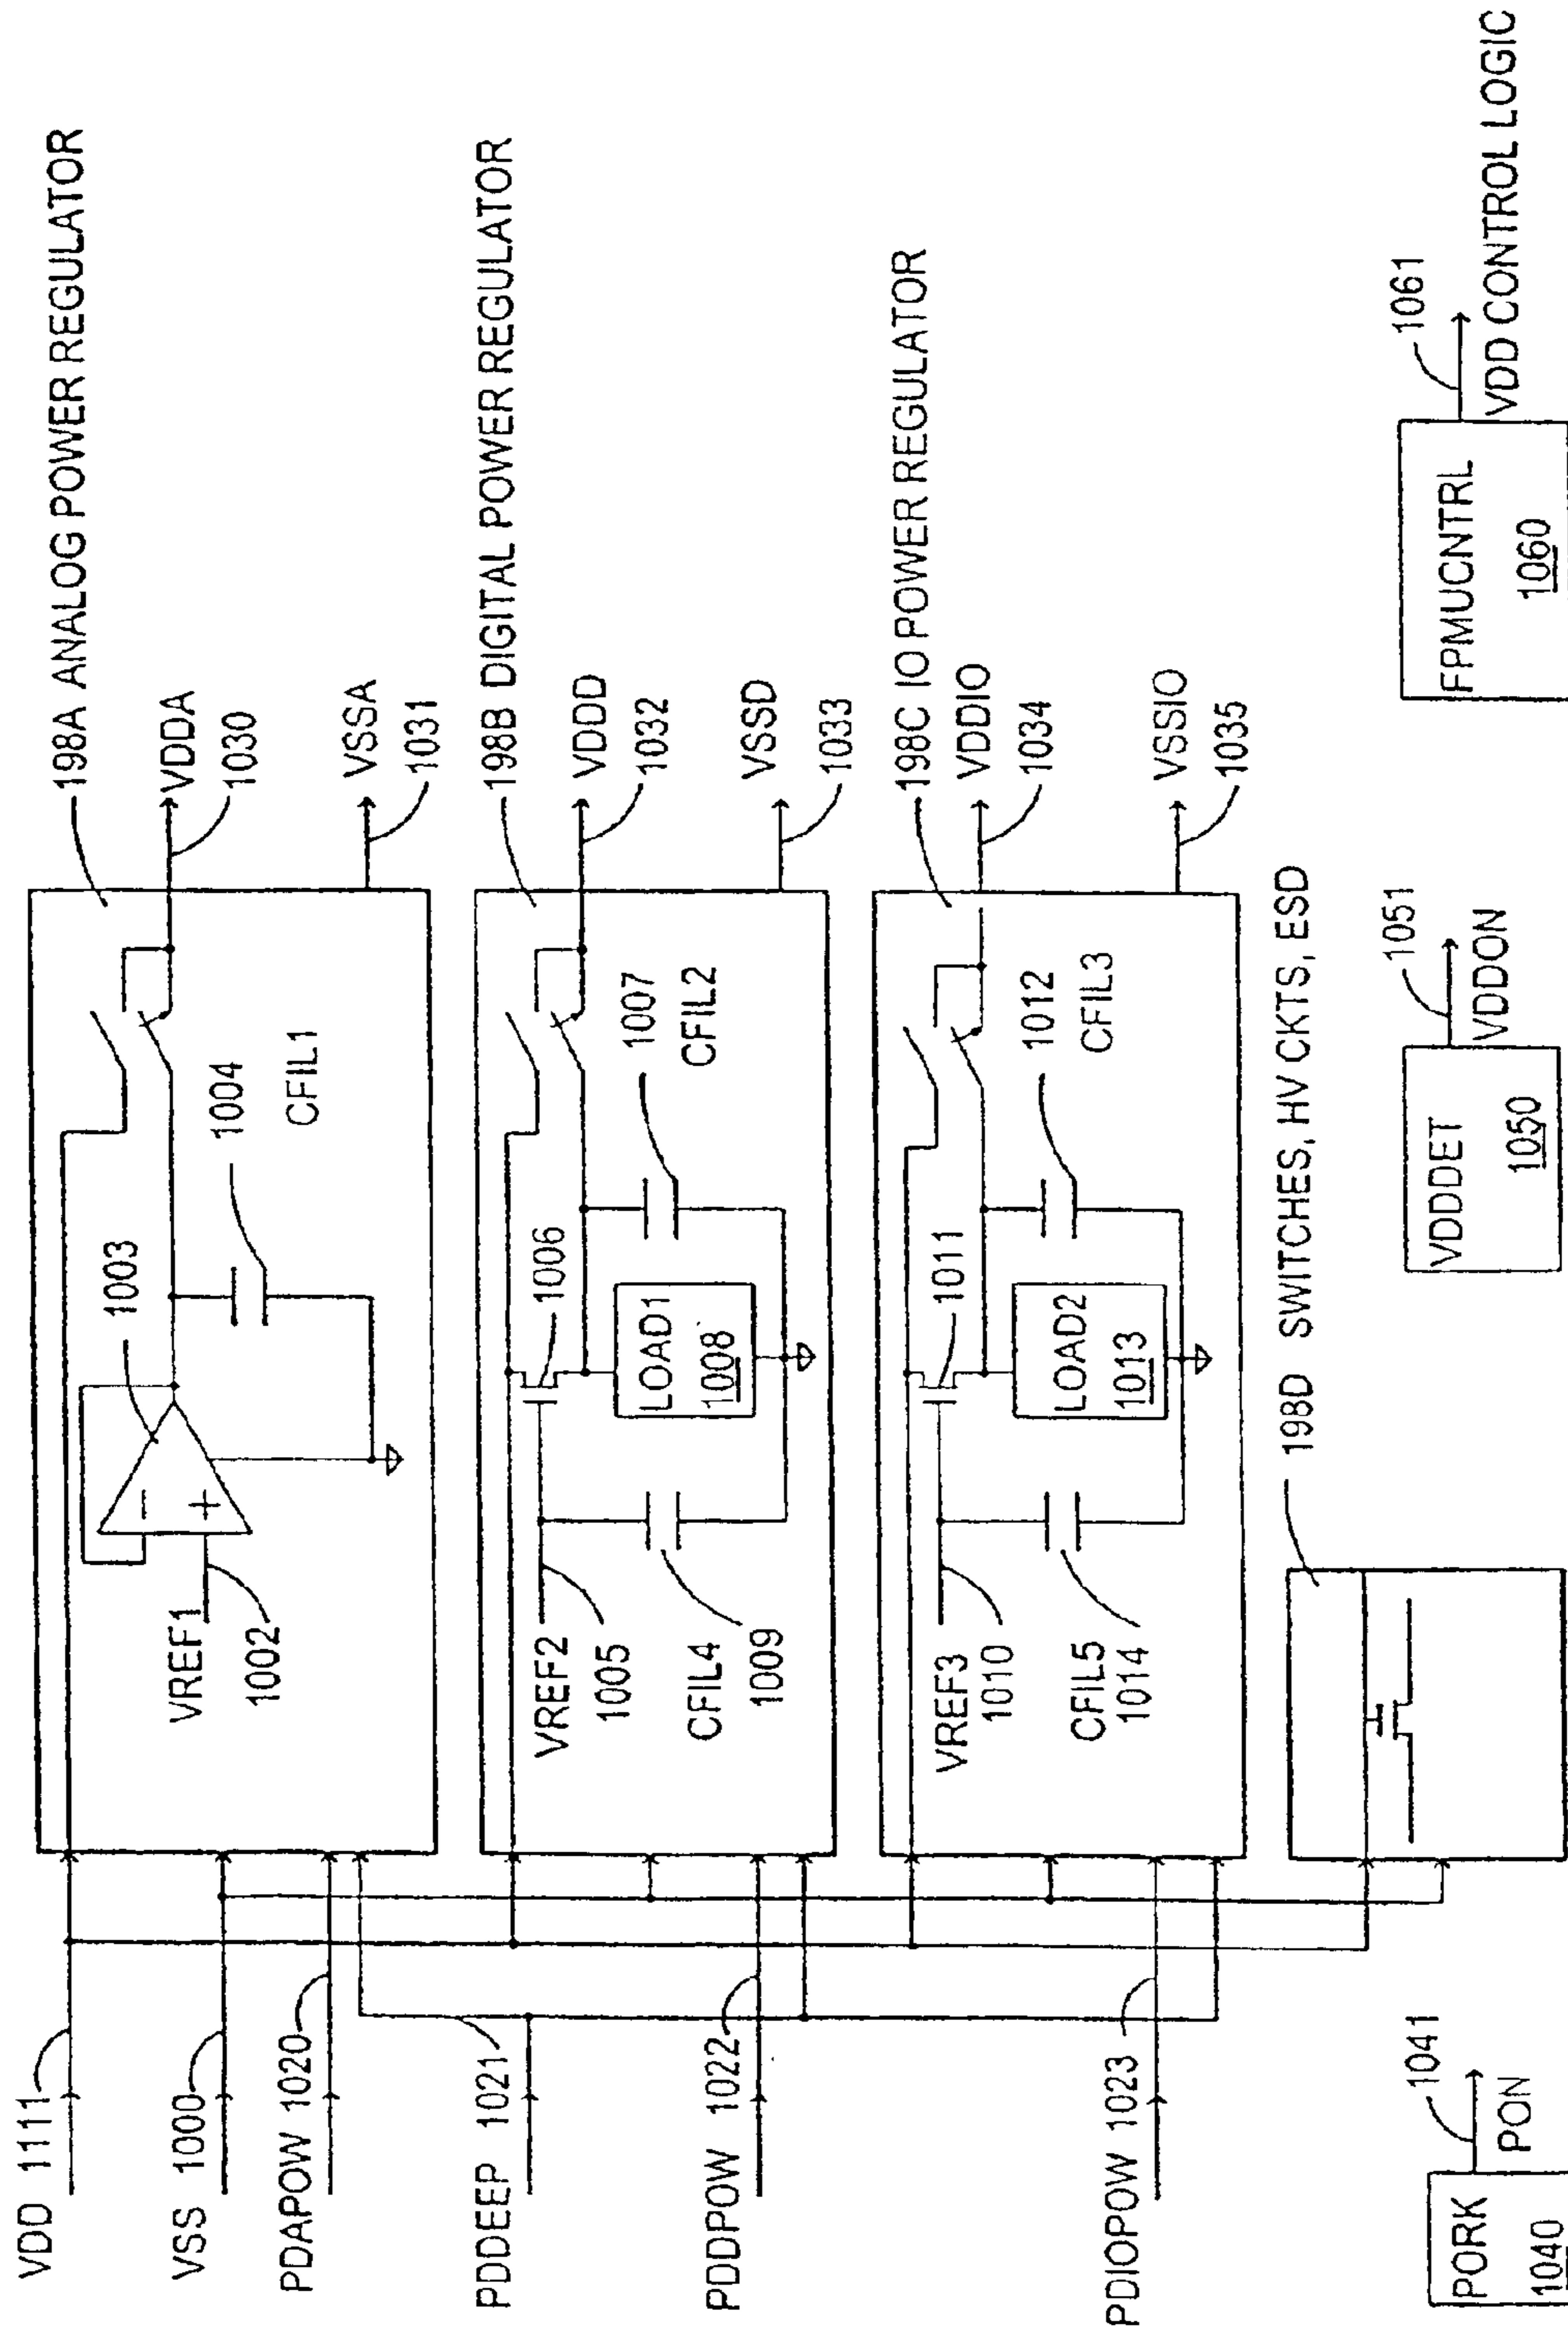 VDD 1111
VSS 1000
PDAPOW 1020
PDDEEP 1021
PDDPOW 1022
PDIOPOW 1023
198A ANALOG POWER REGULATOR
VREF1
1002
1003
1004
CFIL1
VDDA
1030
VSSA
1031
198B DIGITAL POWER REGULATOR
VREF2
1005
CFIL4
1009
1006
LOAD1
1008
1007
CFIL2
VDDD
1032
VSSD
1033
198C IO POWER REGULATOR
VREF3
1010
CFIL5
1014
1011
LOAD2
1013
1012
CFIL3
VDDIO
1034
VSSIO
1035
198D SWITCHES, HV CKTS, ESD
PORK
1040
1041
PON
VDDDET
1050
1051
VDDON
FPMUCNTRL
1060
1061
VDD CONTROL LOGIC